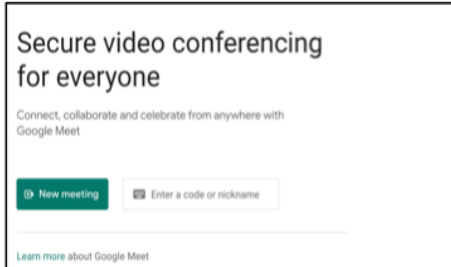 Secure video conferencing
for everyone
Connect, collaborate and celebrate from anywhere with
Google Meet
New meeting
Enter a code or nickname
Learn more about Google Meet